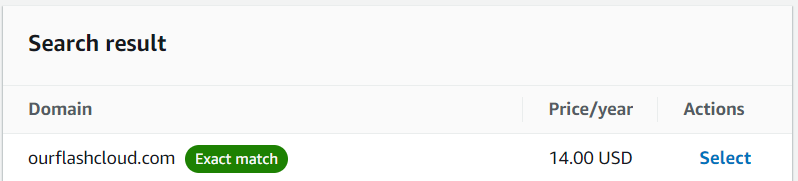 Search result
Domain Price/year Actions
ourflashcloud.com Exact match 14.00 USD Select